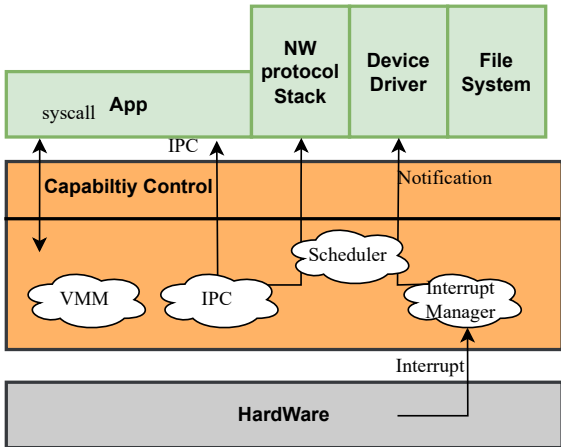 NW
protocol
Stack
Device
Driver
File
System
App
syscall
IPC
Capabiltiy Control
Notification
Scheduler
VMM
IPC
Interrupt
Manager
Interrupt
HardWare